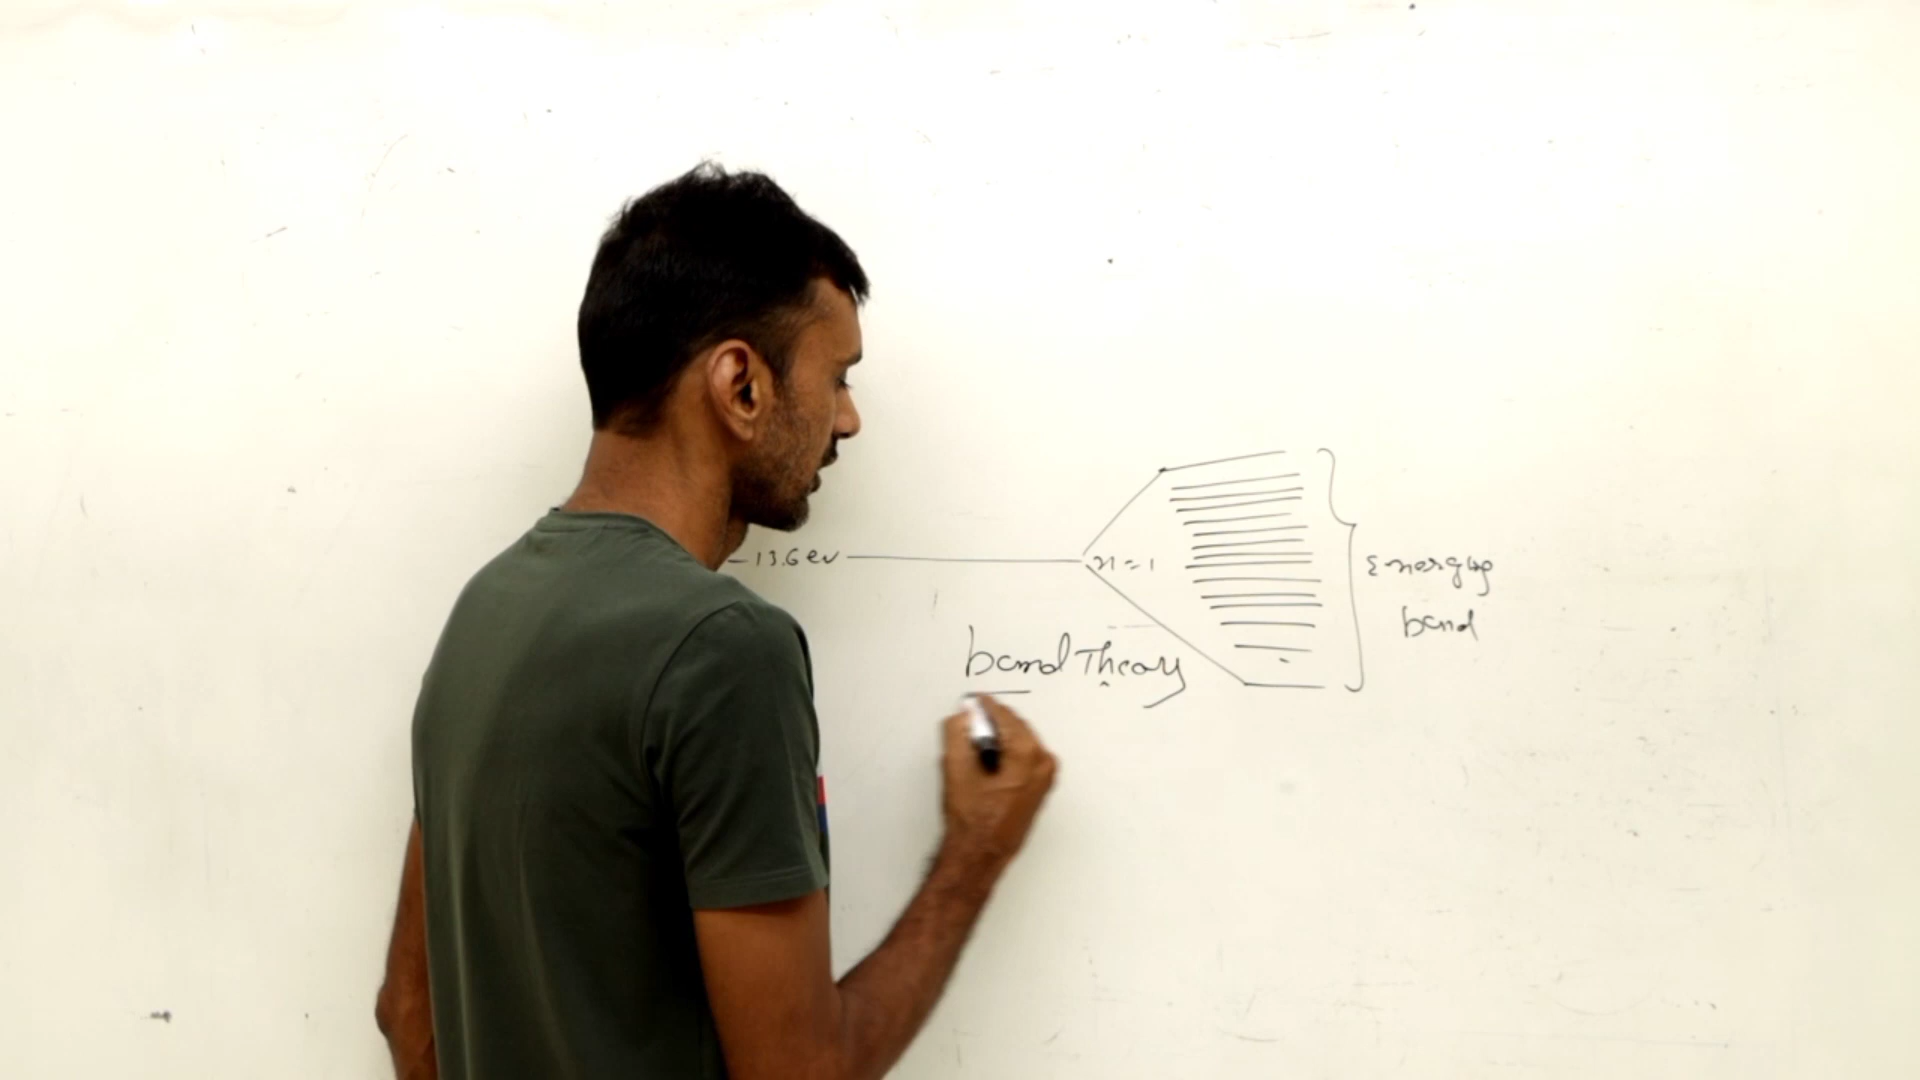 -13.6 ev
n = 1
Energy
band
band Theory